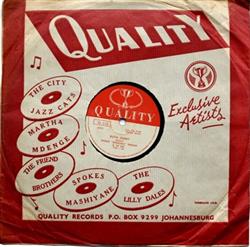 QUALITY
Exclusive
Artists
THE CITY
JAZZ CATS
MARTHA
MDENGE
THE FRIEND
BROTHERS
SPOKES
MASHIYANE
THE
LILLY DALES
QUALITY
QUALITY RECORDS P.O. BOX 9299 JOHANNESBURG